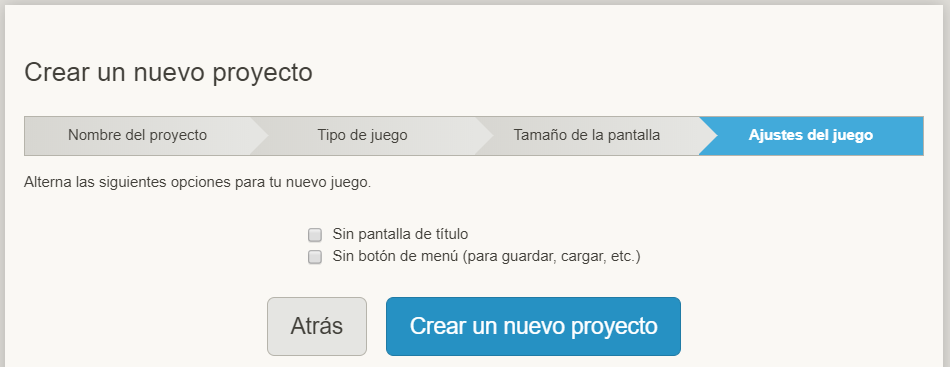 Crear un nuevo proyecto
Nombre del proyecto
Tipo de juego
Tamaño de la pantalla
Ajustes del juego
Alterna las siguientes opciones para tu nuevo juego.
Sin pantalla de título
Sin botón de menú (para guardar, cargar, etc.)
Atrás
Crear un nuevo proyecto